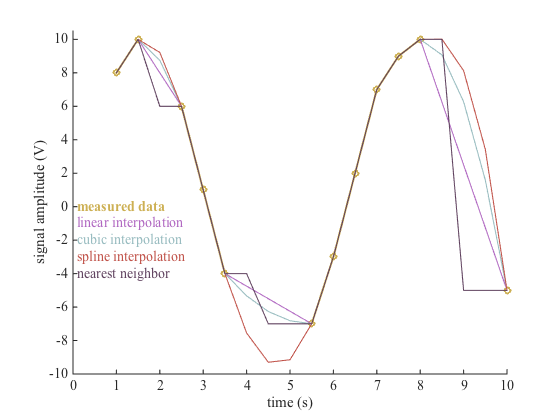 10
8
6
4
2
0
-2
-4
-6
-8
-10
signal amplitude (V)
measured data
linear interpolation
cubic interpolation
spline interpolation
nearest neighbor
0 1 2 3 4 5 6 7 8 9 10
time (s)